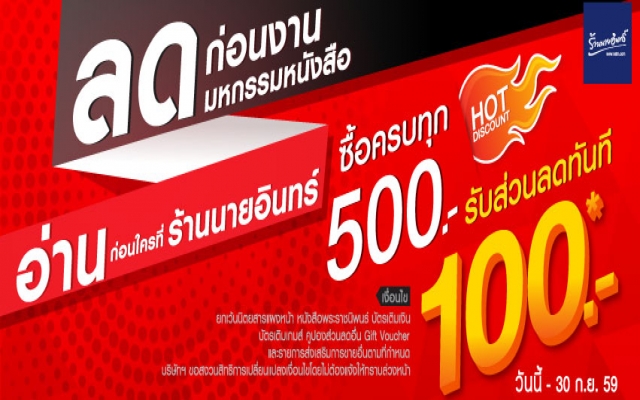 ลด ก่อนงาน
มหกรรมหนังสือ
ร้านนายอินทร์
HOT
DISCOUNT
ซื้อครบทุก
500.- รับส่วนลดทันที
100.-*
อ่าน ก่อนใครที่ ร้านนายอินทร์
เงื่อนไข
ยกเว้นนิตยสารแผงหน้า หนังสือพระราชนิพนธ์ บัตรเติมเงิน
บัตรเติมเกมส์ คูปองส่วนลดอื่น Gift Voucher
และรายการส่งเสริมการขายอื่นตามที่กำหนด
บริษัทฯ ขอสงวนสิทธิการเปลี่ยนแปลงเงื่อนไขโดยไม่ต้องแจ้งให้ทราบล่วงหน้า
วันนี้ - 30 ก.ย. 59